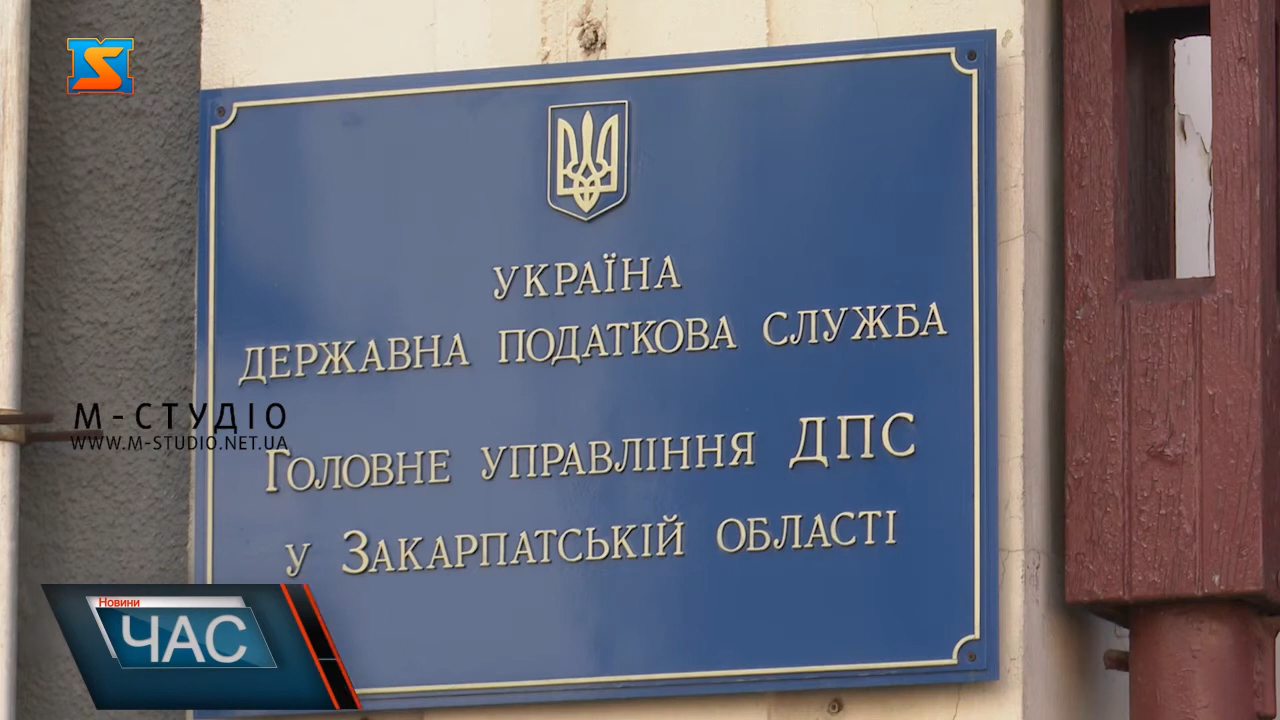 УКРАЇНА
ДЕРЖАВНА ПОДАТКОВА СЛУЖБА
ГОЛОВНЕ УПРАВЛІННЯ ДПС
У ЗАКАРПАТСЬКІЙ ОБЛАСТІ
М-СТУДІО
WWW.M-STUDIO.NET.UA
Новини
ЧАС